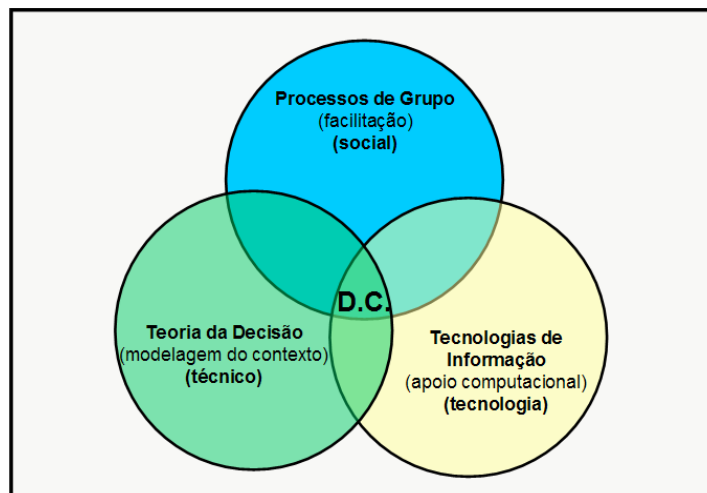 Processos de Grupo
(facilitação)
(social)
D.C.
Teoria da Decisão
(modelagem do contexto)
(técnico)
Tecnologias de
Informação
(apoio computacional)
(tecnologia)